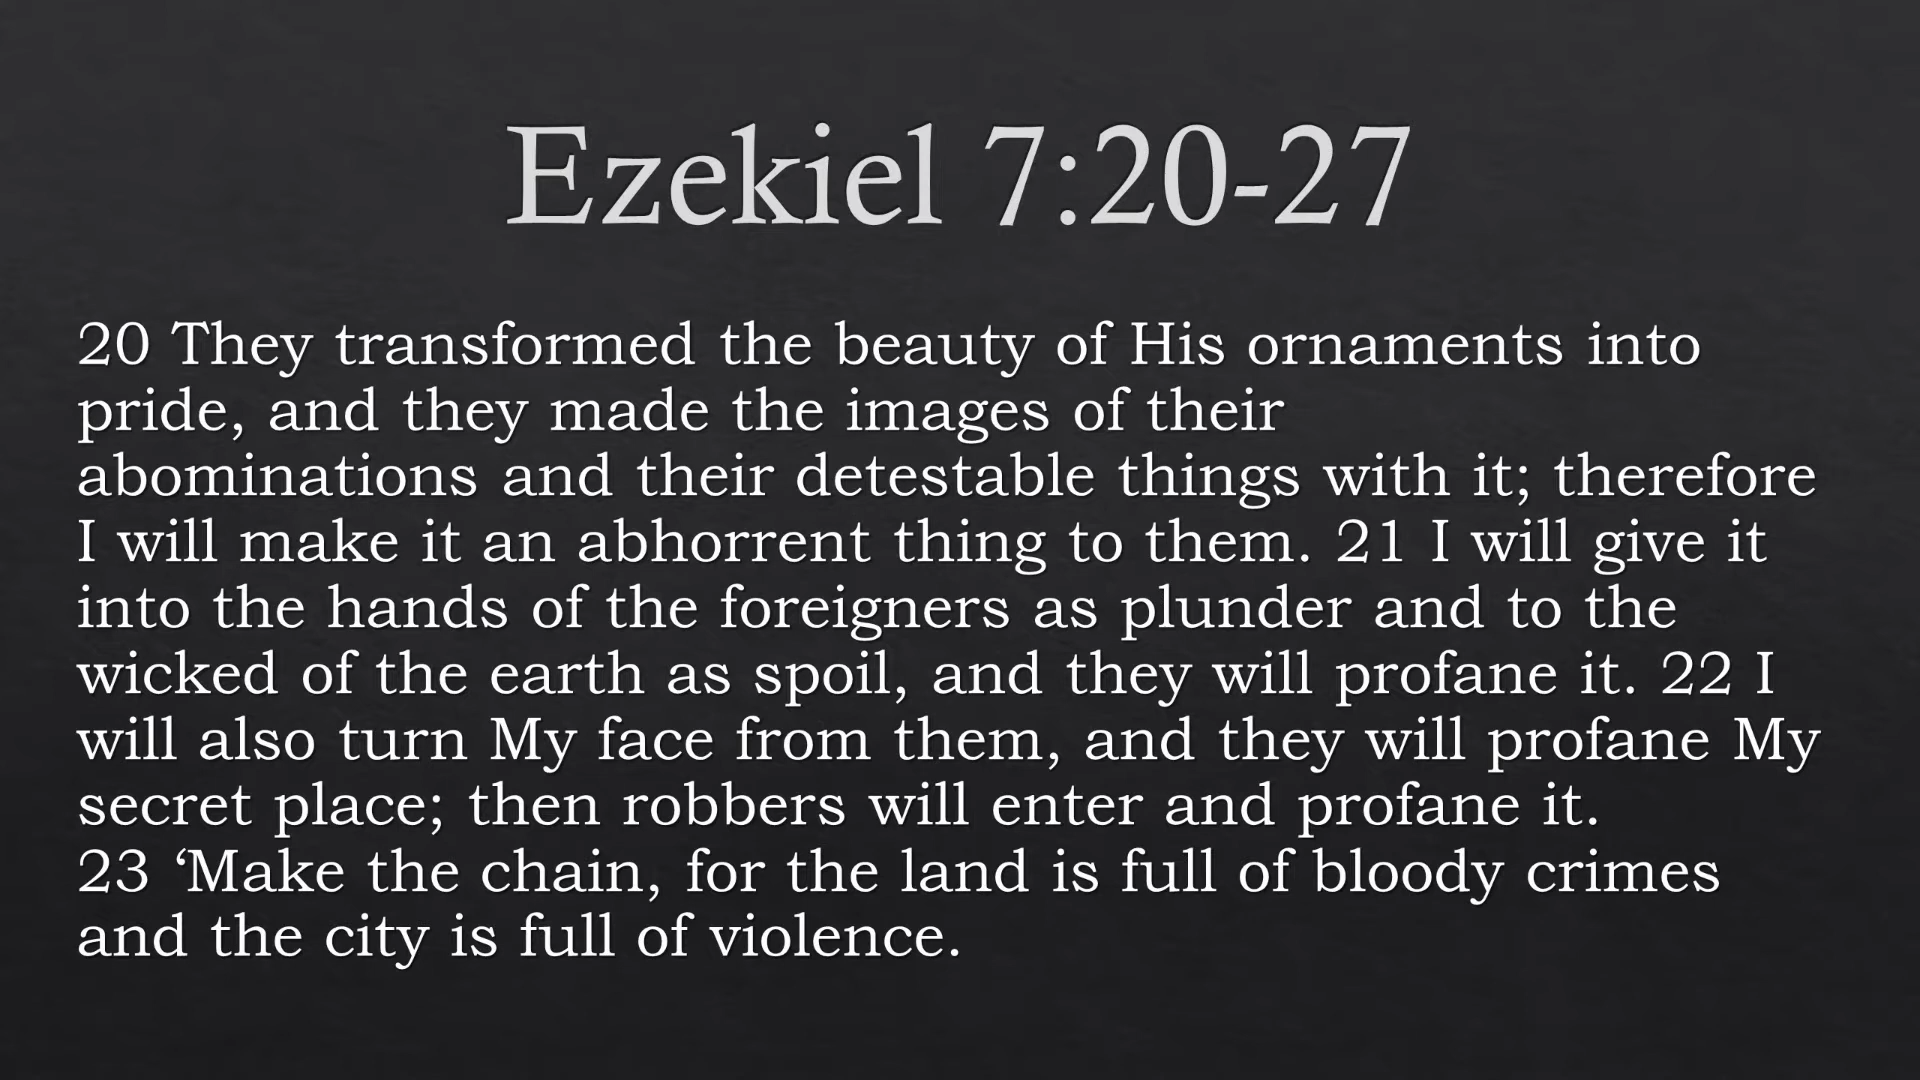 Ezekiel 7:20-27
20 They transformed the beauty of His ornaments into
pride, and they made the images of their
abominations and their detestable things with it; therefore
I will make it an abhorrent thing to them. 21 I will give it
into the hands of the foreigners as plunder and to the
wicked of the earth as spoil, and they will profane it. 22 I
will also turn My face from them, and they will profane My
secret place; then robbers will enter and profane it.
23 ‘Make the chain, for the land is full of bloody crimes
and the city is full of violence.